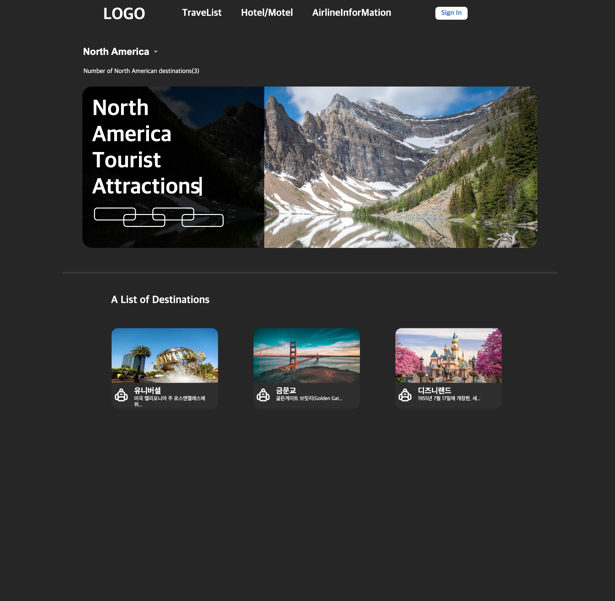 LOGO
TraveList
Hotel/Motel
AirlineInforMation
Sign In
North America
Number of North American destinations(3)
North
America
Tourist
Attractions
A List of Destinations
유니버셜
미국 캘리포니아 주 로스앤젤레스에
위...
금문교
골든게이트 브릿지(Golden Gat...
디즈니랜드
1955년 7월 17일에 개장한, 세...